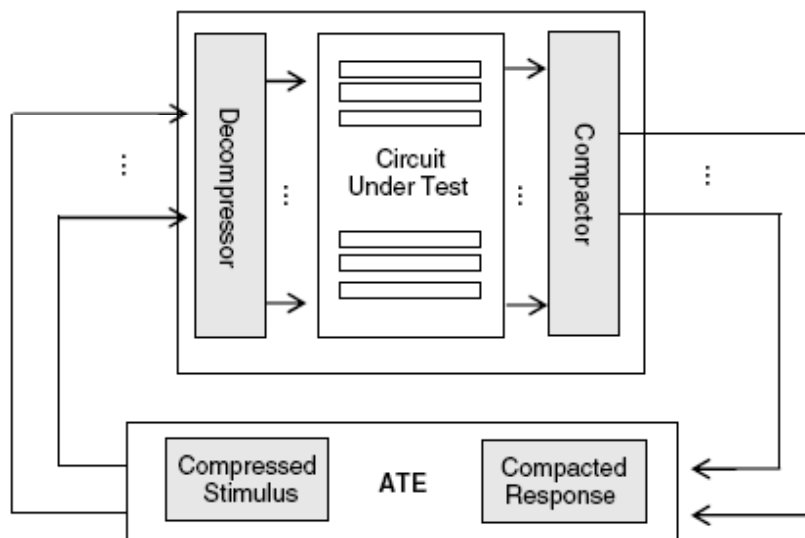 Decompressor
Circuit
Under Test
Compactor
Compressed
Stimulus
ATE
Compacted
Response